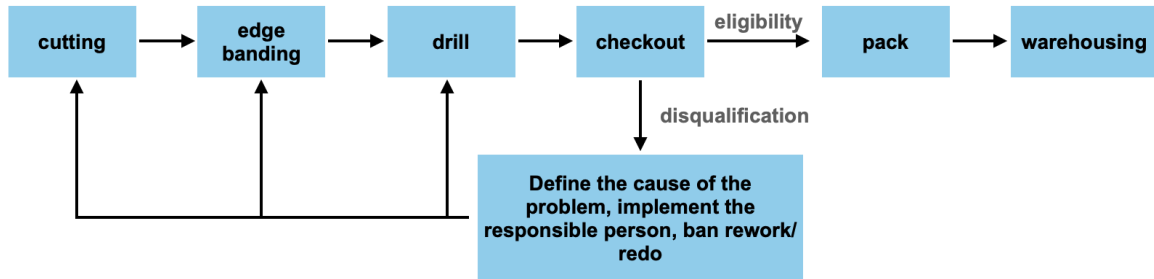 cutting
edge
banding
drill
checkout
eligibility
pack
warehousing
disqualification
Define the cause of the
problem, implement the
responsible person, ban rework/
redo